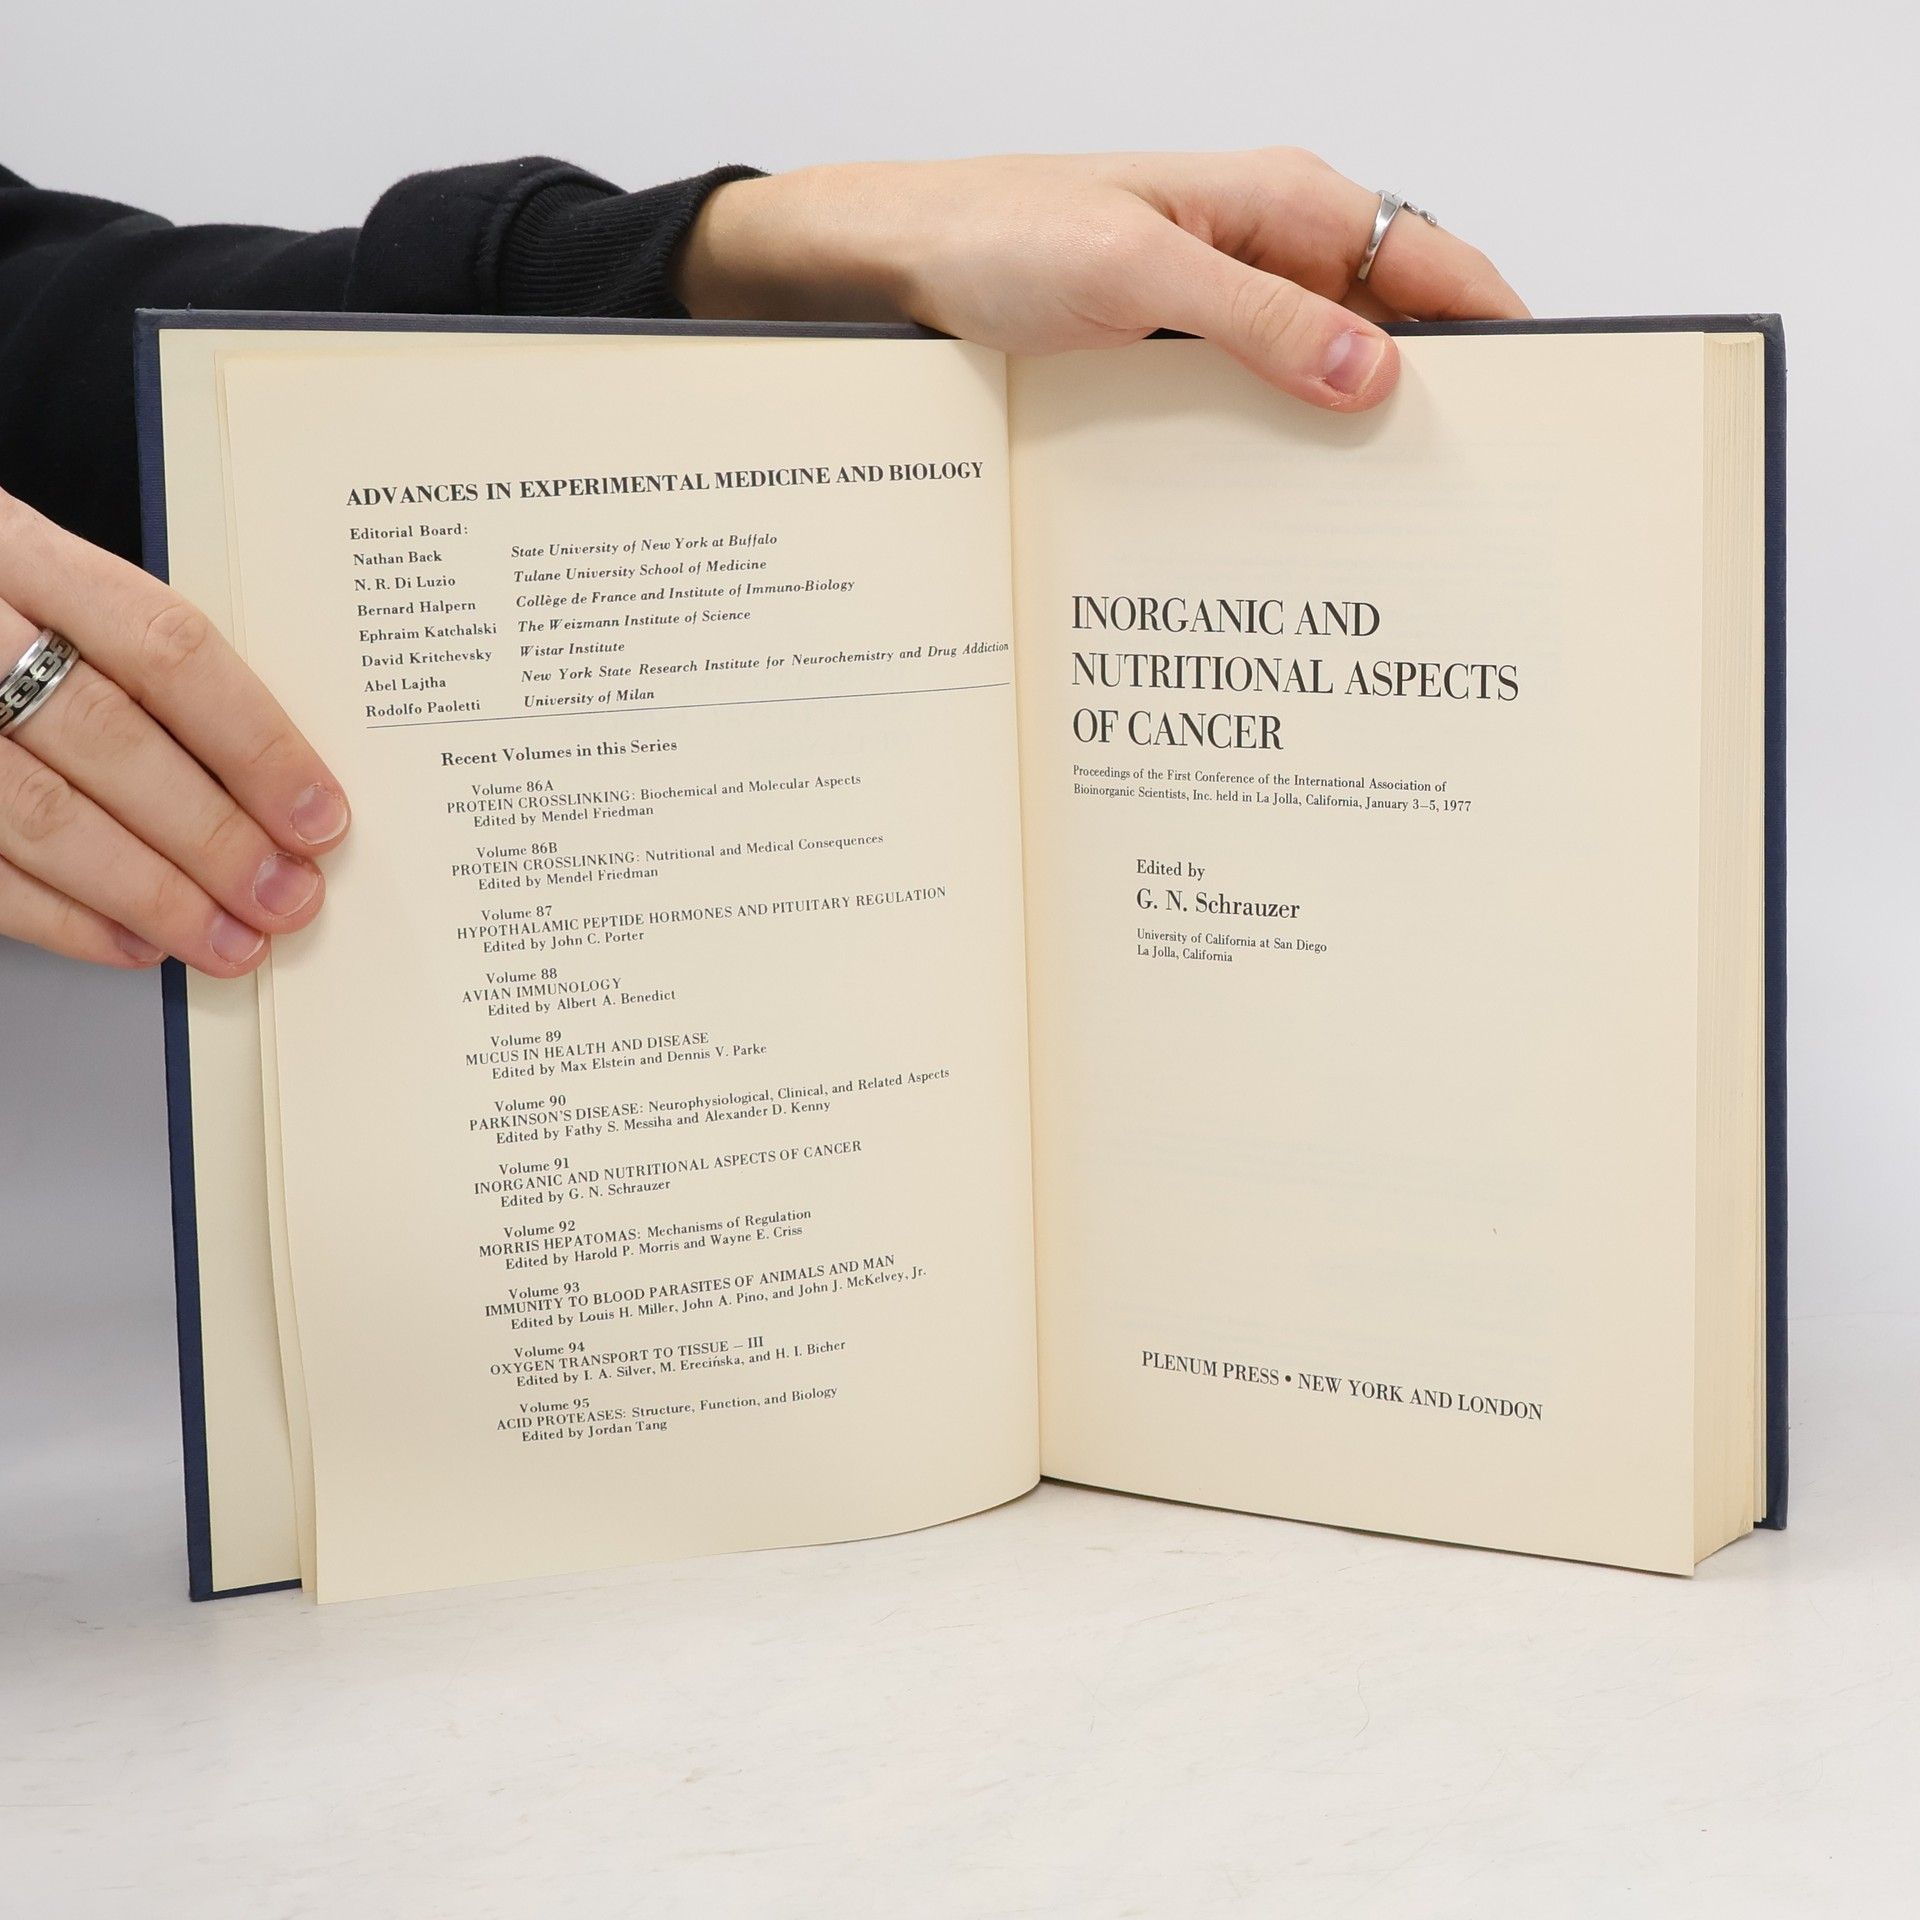 ADVANCES IN EXPERIMENTAL MEDICINE AND BIOLOGY
Editorial Board:
Nathan Back State University of New York at Buffalo
N. R. Di Luzio Tulane University School of Medicine
Bernard Halpern Collège de France and Institute of Immuno-Biology
Ephraim Katchalski The Weizmann Institute of Science
David Kritchevsky Wistar Institute
Abel Lajtha New York State Research Institute for Neurochemistry and Drug Addiction
Rodolfo Paoletti University of Milan
Recent Volumes in this Series
Volume 86A
PROTEIN CROSSLINKING: Biochemical and Molecular Aspects
Edited by Mendel Friedman
Volume 86B
PROTEIN CROSSLINKING: Nutritional and Medical Consequences
Edited by Mendel Friedman
Volume 87
HYPOTHALAMIC PEPTIDE HORMONES AND PITUITARY REGULATION
Edited by John C. Porter
Volume 88
AVIAN IMMUNOLOGY
Edited by Albert A. Benedict
Volume 89
MUCUS IN HEALTH AND DISEASE
Edited by Max Elstein and Dennis V. Parke
Volume 90
PARKINSON'S DISEASE: Neurophysiological, Clinical, and Related Aspects
Edited by Fathy S. Messiha and Alexander D. Kenny
Volume 91
INORGANIC AND NUTRITIONAL ASPECTS OF CANCER
Edited by G. N. Schrauzer
Volume 92
MORRIS HEPATOMAS: Mechanisms of Regulation
Edited by Harold P. Morris and Wayne E. Criss
Volume 93
IMMUNITY TO BLOOD PARASITES OF ANIMALS AND MAN
Edited by Louis H. Miller, John A. Pino, and John J. McKelvey, Jr.
Volume 94
OXYGEN TRANSPORT TO TISSUE – III
Edited by I. A. Silver, M. Erecińska, and H. I. Bicher
Volume 95
ACID PROTEASES: Structure, Function, and Biology
Edited by Jordan Tang
INORGANIC AND
NUTRITIONAL ASPECTS
OF CANCER
Proceedings of the First Conference of the International Association of
Bioinorganic Scientists, Inc. held in La Jolla, California, January 3–5, 1977
Edited by
G. N. Schrauzer
University of California at San Diego
La Jolla, California
PLENUM PRESS • NEW YORK AND LONDON